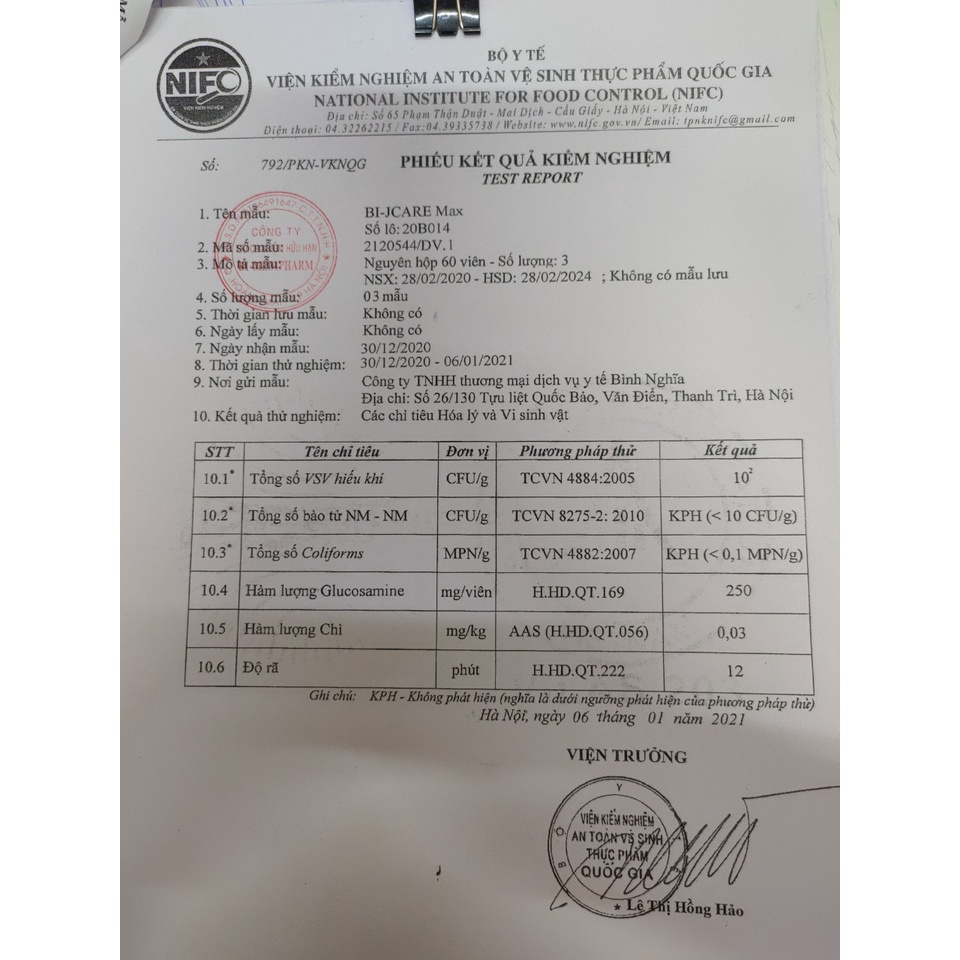 NIFC
VIỆN KIỂM NGHIỆM
BỘ Y TẾ
VIỆN KIỂM NGHIỆM AN TOÀN VỆ SINH THỰC PHẨM QUỐC GIA
NATIONAL INSTITUTE FOR FOOD CONTROL (NIFC)
Địa chỉ: Số 65 Phạm Thận Duật - Mai Dịch - Cầu Giấy - Hà Nội - Việt Nam
Điện thoại: 04.32262215 / Fax:04.39335738 / Website: www.nifc.gov.vn/ Email: tpnknifc@gmail.com
Số: 792/PKN-VKNQG PHIẾU KẾT QUẢ KIỂM NGHIỆM
TEST REPORT
1. Tên mẫu: BI-JCARE Max
Số lô: 20B014
2. Mã số mẫu: 2120544/DV.1
3. Mô tả mẫu: Nguyên hộp 60 viên - Số lượng: 3
NSX: 28/02/2020 - HSD: 28/02/2024 ; Không có mẫu lưu
4. Số lượng mẫu: 03 mẫu
5. Thời gian lưu mẫu: Không có
6. Ngày lấy mẫu: Không có
7. Ngày nhận mẫu: 30/12/2020
8. Thời gian thử nghiệm: 30/12/2020 - 06/01/2021
9. Nơi gửi mẫu: Công ty TNHH thương mại dịch vụ y tế Bình Nghĩa
Địa chỉ: Số 26/130 Tựu liệt Quốc Bảo, Văn Điển, Thanh Trì, Hà Nội
10. Kết quả thử nghiệm: Các chỉ tiêu Hóa lý và Vi sinh vật
CÔNG TY
HỮU HẠN
PHARM
STT Tên chỉ tiêu Đơn vị Phương pháp thử Kết quả
10.1* Tổng số VSV hiếu khí CFU/g TCVN 4884:2005 10²
10.2* Tổng số bào tử NM - NM CFU/g TCVN 8275-2: 2010 KPH (< 10 CFU/g)
10.3* Tổng số Coliforms MPN/g TCVN 4882:2007 KPH (< 0,1 MPN/g)
10.4 Hàm lượng Glucosamine mg/viên H.HD.QT.169 250
10.5 Hàm lượng Chì mg/kg AAS (H.HD.QT.056) 0,03
10.6 Độ rã phút H.HD.QT.222 12
Ghi chú: KPH - Không phát hiện (nghĩa là dưới ngưỡng phát hiện của phương pháp thử)
Hà Nội, ngày 06 tháng 01 năm 2021
VIỆN TRƯỞNG
BỘ Y
VIỆN KIỂM NGHIỆM
AN TOÀN VỆ SINH
THỰC PHẨM
QUỐC GIA
Lê Thị Hồng Hảo